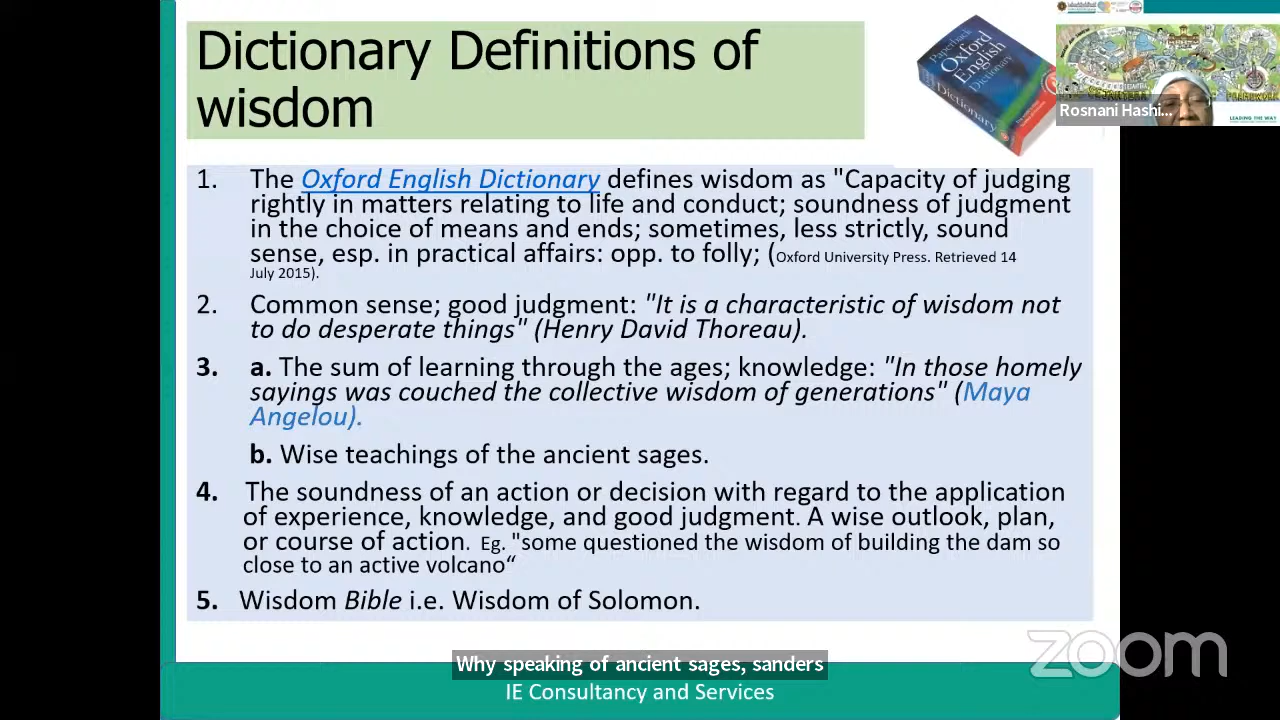 Dictionary Definitions of
wisdom
Paperback
Oxford
English
Dictionary
Dictionary
Rosnani Hashi...
LEADING THE WAY
1. The Oxford English Dictionary defines wisdom as "Capacity of judging
rightly in matters relating to life and conduct; soundness of judgment
in the choice of means and ends; sometimes, less strictly, sound
sense, esp. in practical affairs: opp. to folly; (Oxford University Press. Retrieved 14
July 2015).
2. Common sense; good judgment: "It is a characteristic of wisdom not
to do desperate things" (Henry David Thoreau).
3. a. The sum of learning through the ages; knowledge: "In those homely
sayings was couched the collective wisdom of generations" (Maya
Angelou).
b. Wise teachings of the ancient sages.
4. The soundness of an action or decision with regard to the application
of experience, knowledge, and good judgment. A wise outlook, plan,
or course of action. Eg. "some questioned the wisdom of building the dam so
close to an active volcano“
5. Wisdom Bible i.e. Wisdom of Solomon.
zoom
Why speaking of ancient sages, sanders
IE Consultancy and Services